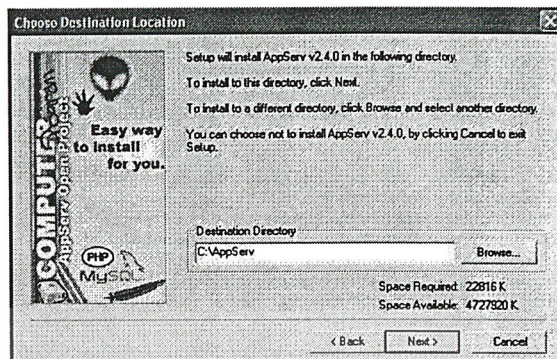 Choose Destination Location
Setup will install AppServ v2.4.0 in the following directory.
To install to this directory, click Next.
To install to a different directory, click Browse and select another directory.
You can choose not to install AppServ v2.4.0, by clicking Cancel to exit
Setup.
COMPUTER
AppServ Open Project
Easy way
to install
for you.
PHP
MySQL
Destination Directory
C:\AppServ
Browse...
Space Required: 22816 K
Space Available: 4727920 K
< Back
Next >
Cancel